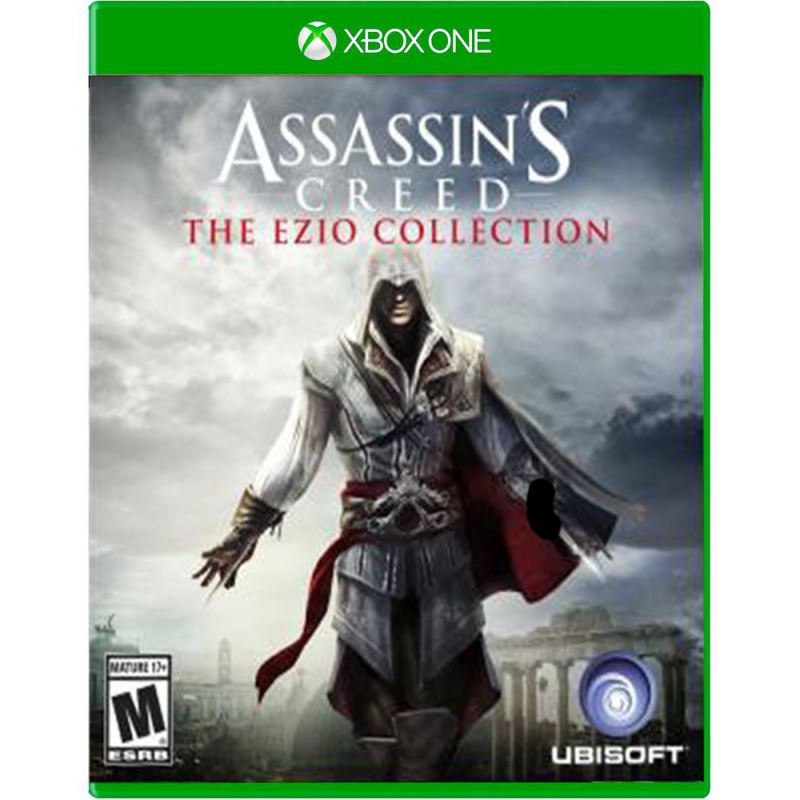 XBOX ONE
ASSASSIN'S
CREED
THE EZIO COLLECTION
MATURE 17+
M
ESRB
UBISOFT